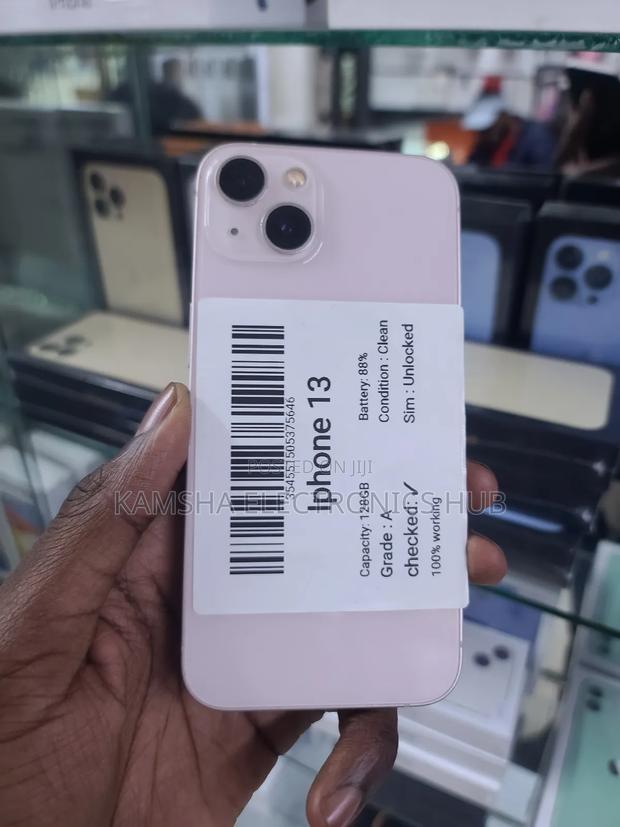 iPhone
354551505375646
Iphone 13
Capacity: 128GB
Battery: 88%
Grade : A
Condition : Clean
checked: ✓
Sim : Unlocked
100% working
POSTED ON JIJI
KAMSHA ELECTRONICS HUB